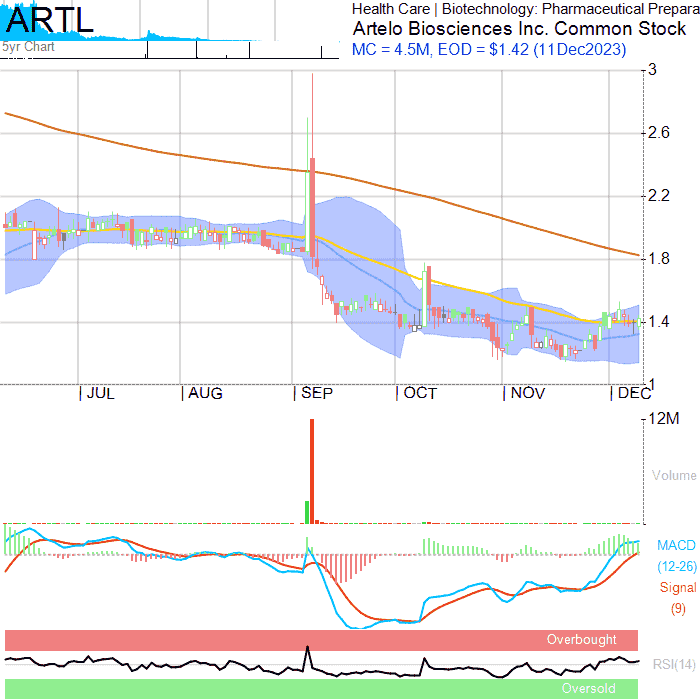 ARTL
Health Care | Biotechnology: Pharmaceutical Prepara
Artelo Biosciences Inc. Common Stock
5yr Chart
MC = 4.5M, EOD = $1.42 (11Dec2023)
3
2.6
2.2
1.8
1.4
1
JUL AUG SEP OCT NOV DEC
12M
Volume
MACD
(12-26)
Signal
(9)
Overbought
RSI(14)
Oversold